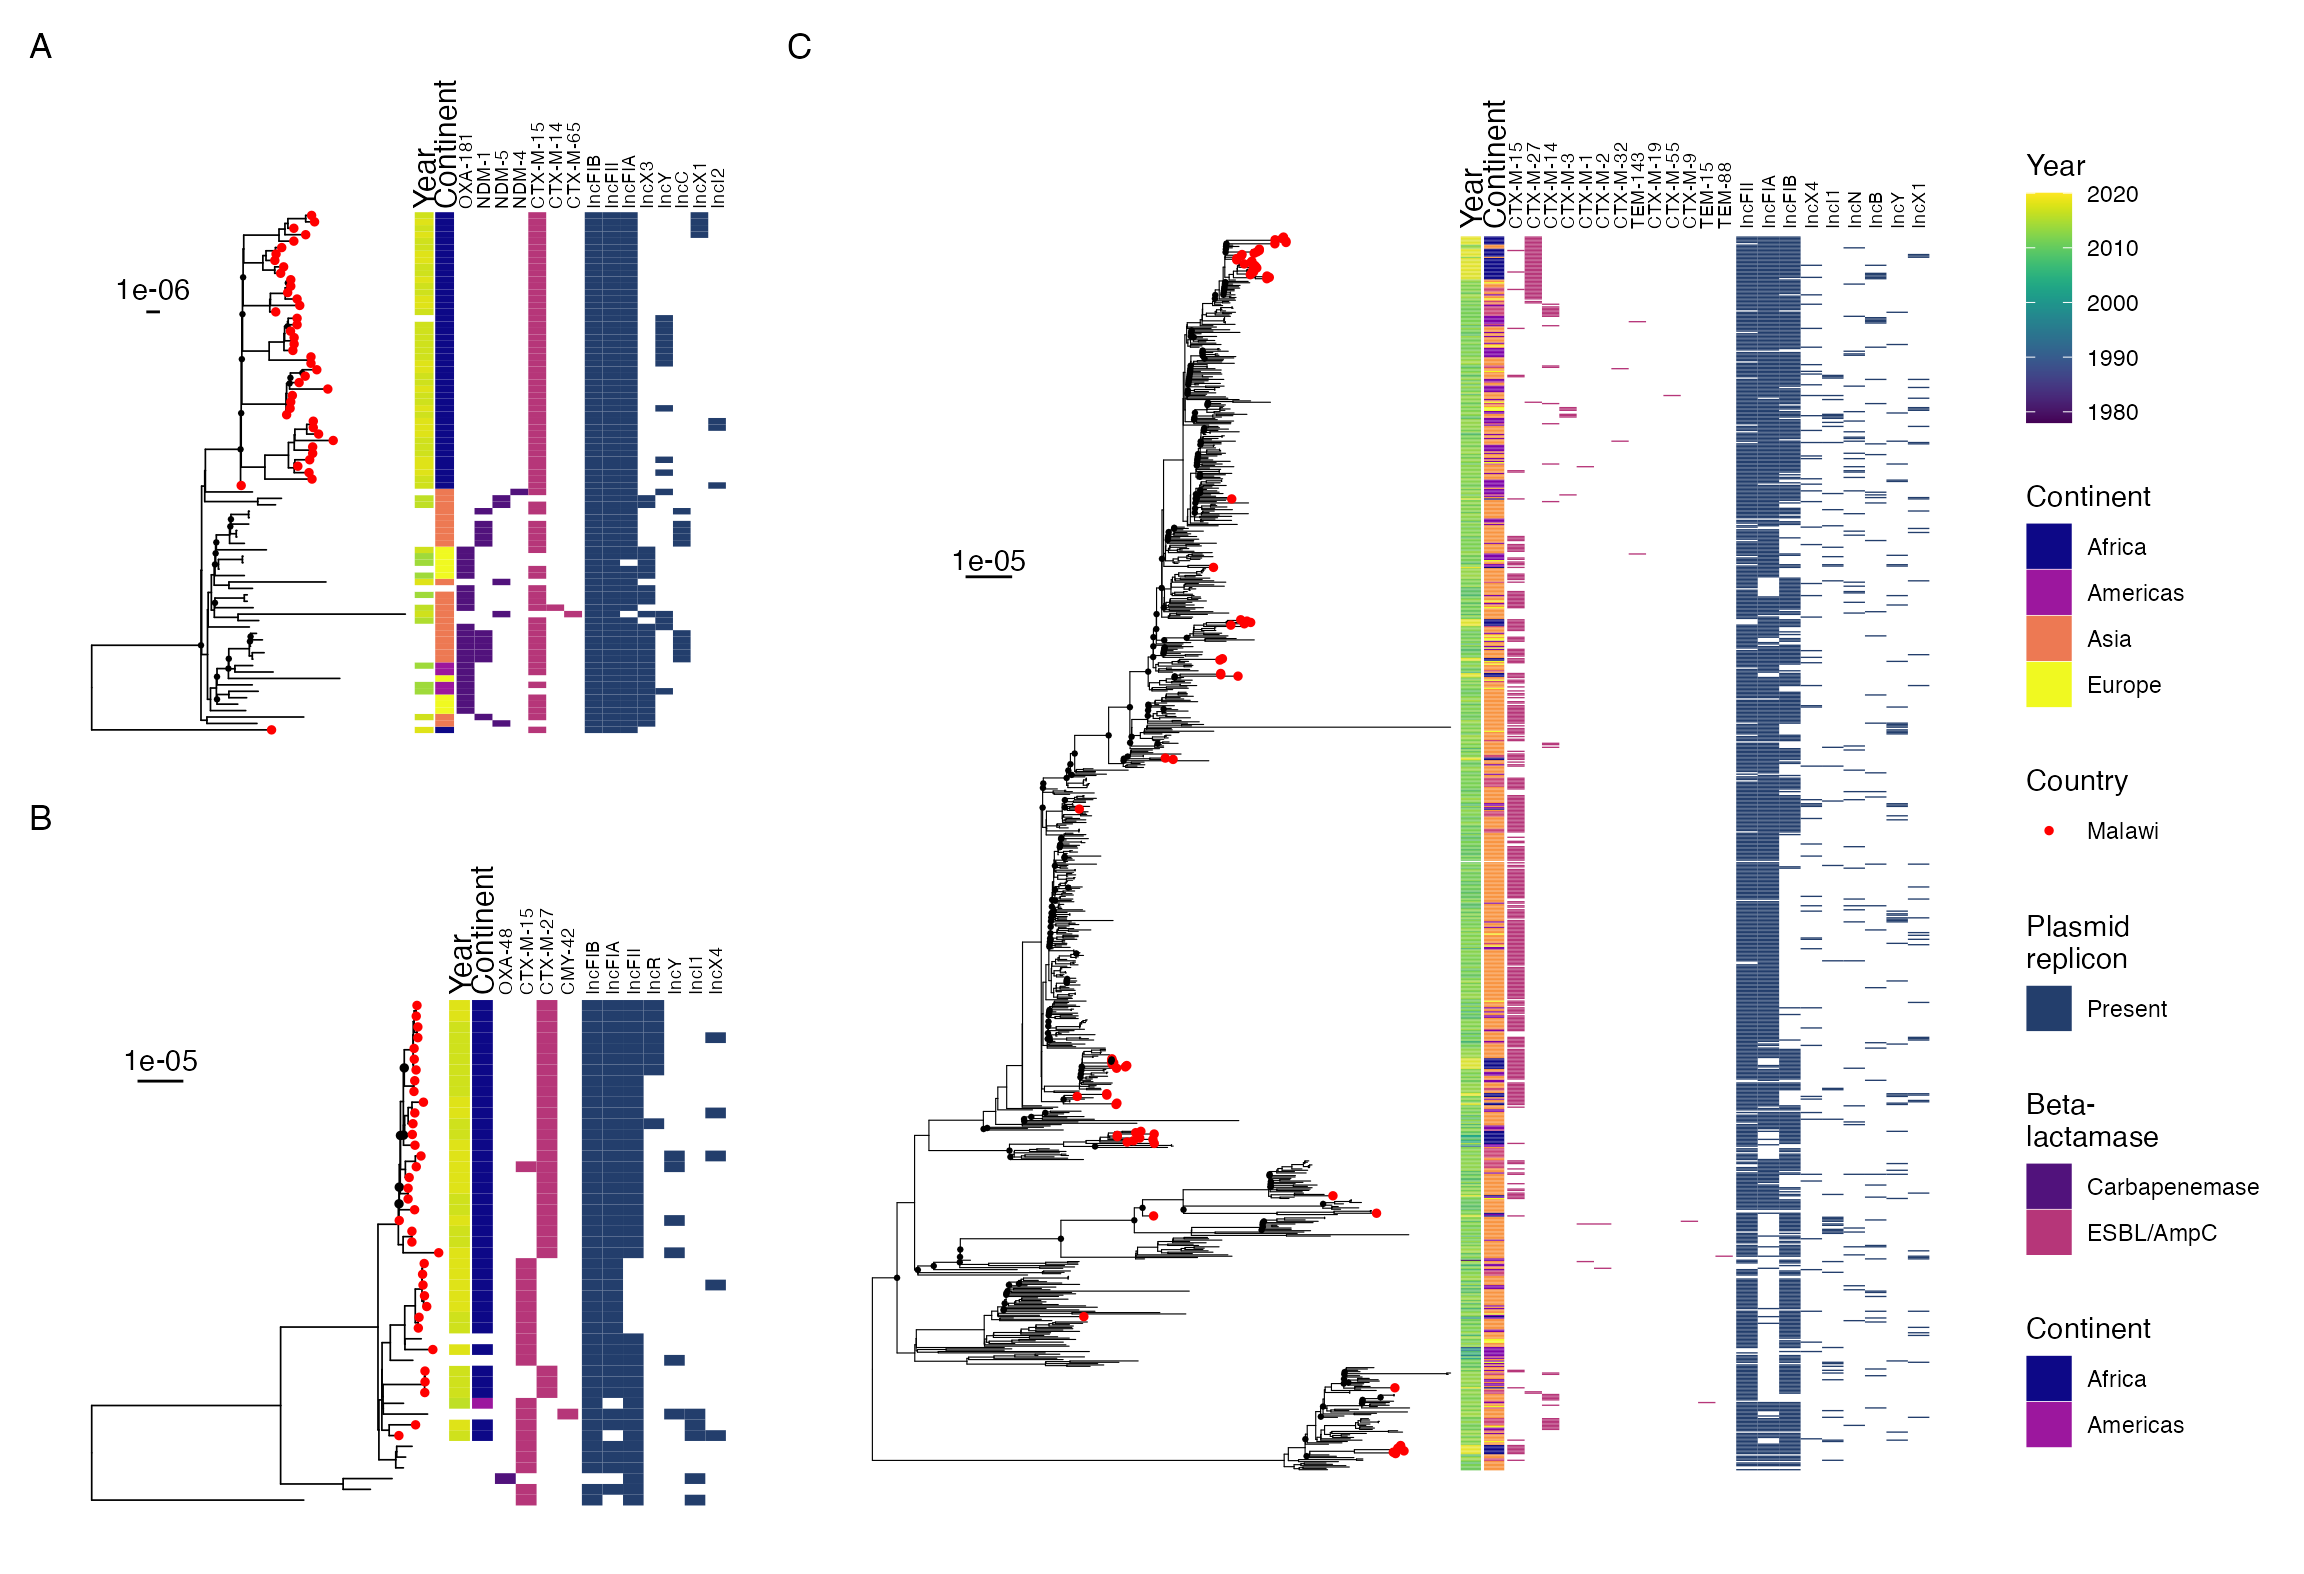 A
1e-06
Year
Continent
OXA-181
NDM-1
NDM-5
NDM-4
CTX-M-15
CTX-M-14
CTX-M-65
IncFIB
IncFII
IncFIA
IncX3
IncY
IncC
IncX1
IncI2
B
1e-05
Year
Continent
OXA-48
CTX-M-15
CTX-M-27
CMY-42
IncFIB
IncFIA
IncFII
IncR
IncY
IncI1
IncX4
C
1e-05
Year
Continent
CTX-M-15
CTX-M-27
CTX-M-14
CTX-M-3
CTX-M-1
CTX-M-2
CTX-M-32
TEM-143
CTX-M-19
CTX-M-55
CTX-M-9
TEM-15
TEM-88
IncFII
IncFIA
IncFIB
IncX4
IncI1
IncN
IncB
IncY
IncX1
Year
2020
2010
2000
1990
1980
Continent
Africa
Americas
Asia
Europe
Country
Malawi
Plasmid
replicon
Present
Beta-
lactamase
Carbapenemase
ESBL/AmpC
Continent
Africa
Americas